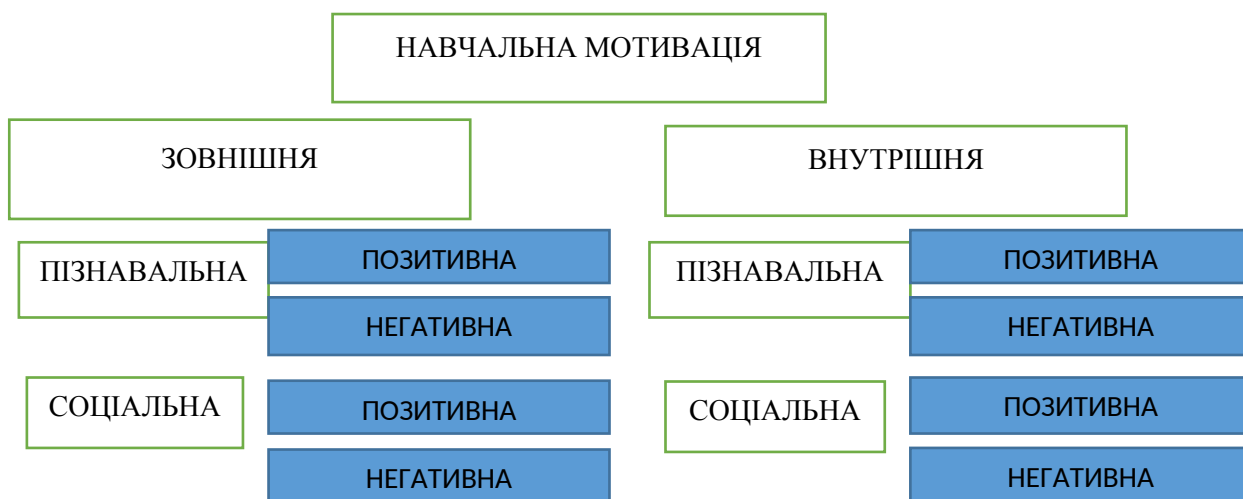 НАВЧАЛЬНА МОТИВАЦІЯ
ЗОВНІШНЯ
ВНУТРІШНЯ
ПІЗНАВАЛЬНА
ПОЗИТИВНА
НЕГАТИВНА
СОЦІАЛЬНА
ПОЗИТИВНА
НЕГАТИВНА
ПІЗНАВАЛЬНА
ПОЗИТИВНА
НЕГАТИВНА
СОЦІАЛЬНА
ПОЗИТИВНА
НЕГАТИВНА